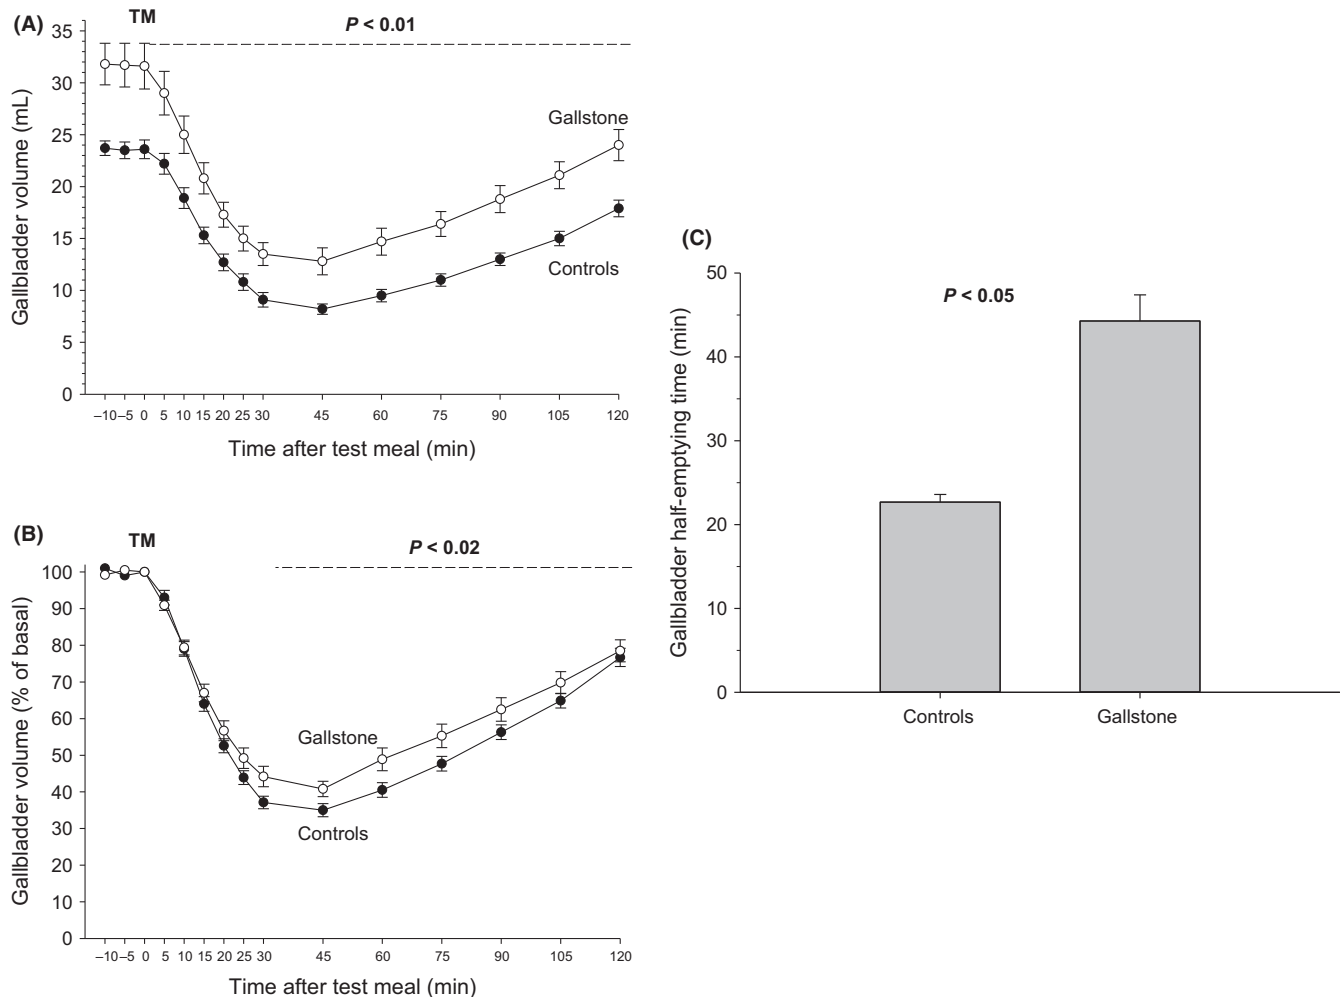 (A)
TM
P < 0.01
35
30
25
20
15
10
5
0
Gallbladder volume (mL)
Gallstone
Controls
–10 –5 0 5 10 15 20 25 30 45 60 75 90 105 120
Time after test meal (min)
(B)
TM
P < 0.02
100
90
80
70
60
50
40
30
20
10
0
Gallbladder volume (% of basal)
Gallstone
Controls
–10 –5 0 5 10 15 20 25 30 45 60 75 90 105 120
Time after test meal (min)
(C)
P < 0.05
50
40
30
20
10
0
Gallbladder half-emptying time (min)
Controls Gallstone